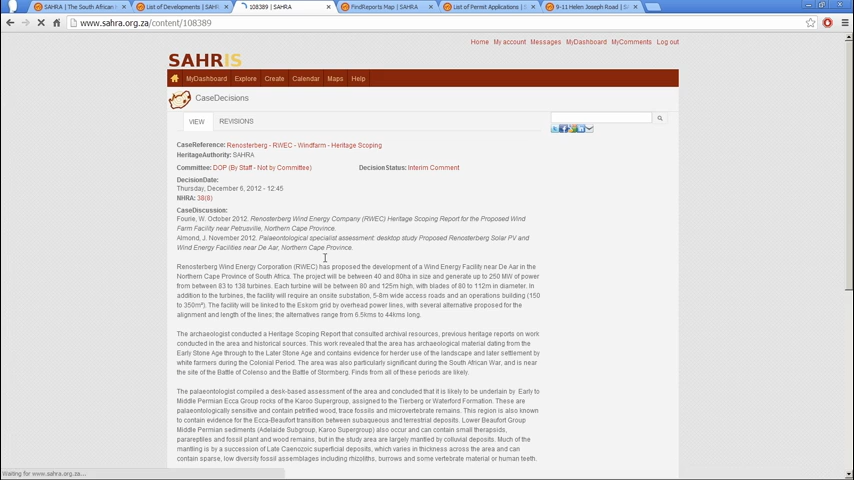 SAHRA | The South African
List of Developments | S
108389 | SAHRA
FindReports Map | SAHRA
List of Permit Applications | S
9-11 Helen Joseph Road | S
www.sahra.org.za/content/108389
Home My account Messages MyDashboard MyComments Log out
SAHRIS
MyDashboard Explore Create Calendar Maps Help
CaseDecisions
VIEW REVISIONS
CaseReference: Renosterberg - RWEC - Windfarm - Heritage Scoping
HeritageAuthority: SAHRA
Committee: DOP (By Staff - Not by Committee) DecisionStatus: Interim Comment
DecisionDate:
Thursday, December 6, 2012 - 12:45
NHRA: 38(8)
CaseDiscussion:
Fourie, W. October 2012. Renosterberg Wind Energy Company (RWEC) Heritage Scoping Report for the Proposed Wind
Farm Facility near Petrusville, Northern Cape Province.
Almond, J. November 2012. Palaeontological specialist assessment: desktop study Proposed Renosterberg Solar PV and
Wind Energy Facilities near De Aar, Northern Cape Province.
Renosterberg Wind Energy Corporation (RWEC) has proposed the development of a Wind Energy Facility near De Aar in the
Northern Cape Province of South Africa. The project will be between 40 and 80ha in size and generate up to 250 MW of power
from between 83 to 138 turbines. Each turbine will be between 80 and 125m high, with blades of 80 to 112m in diameter. In
addition to the turbines, the facility will require an onsite substation, 5-8m wide access roads and an operations building (150
to 350m²). The facility will be linked to the Eskom grid by overhead power lines, with several alternative proposed for the
alignment and length of the lines; the alternatives range from 6.5kms to 44kms long.
The archaeologist conducted a Heritage Scoping Report that consulted archival resources, previous heritage reports on work
conducted in the area and historical sources. This work revealed that the area has archaeological material dating from the
Early Stone Age through to the Later Stone Age and contains evidence for herder use of the landscape and later settlement by
white farmers during the Colonial Period. The area was also particularly significant during the South African War, and is near
the site of the Battle of Colenso and the Battle of Stormberg. Finds from all of these periods are likely.
The palaeontologist compiled a desk-based assessment of the area and concluded that it is likely to be underlain by Early to
Middle Permian Ecca Group rocks of the Karoo Supergroup, assigned to the Tierberg or Waterford Formation. These are
palaeontologically sensitive and contain petrified wood, trace fossils and microvertebrate remains. This region is also known
to contain evidence for the Ecca-Beaufort transition between subaqueous and terrestrial deposits. Lower Beaufort Group
Middle Permian sediments (Adelaide Subgroup, Karoo Supergroup) also occur and can contain small therapsids,
pareareptiles and fossil plant and wood remains, but in the study area are largely mantled by colluvial deposits. Much of the
mantling is by a succession of Late Caenozoic superficial deposits, which varies in thickness across the area and can
contain sparse, low diversity fossil assemblages including rhizoliths, burrows and some vertebrate material or human teeth.
Waiting for www.sahra.org.za...